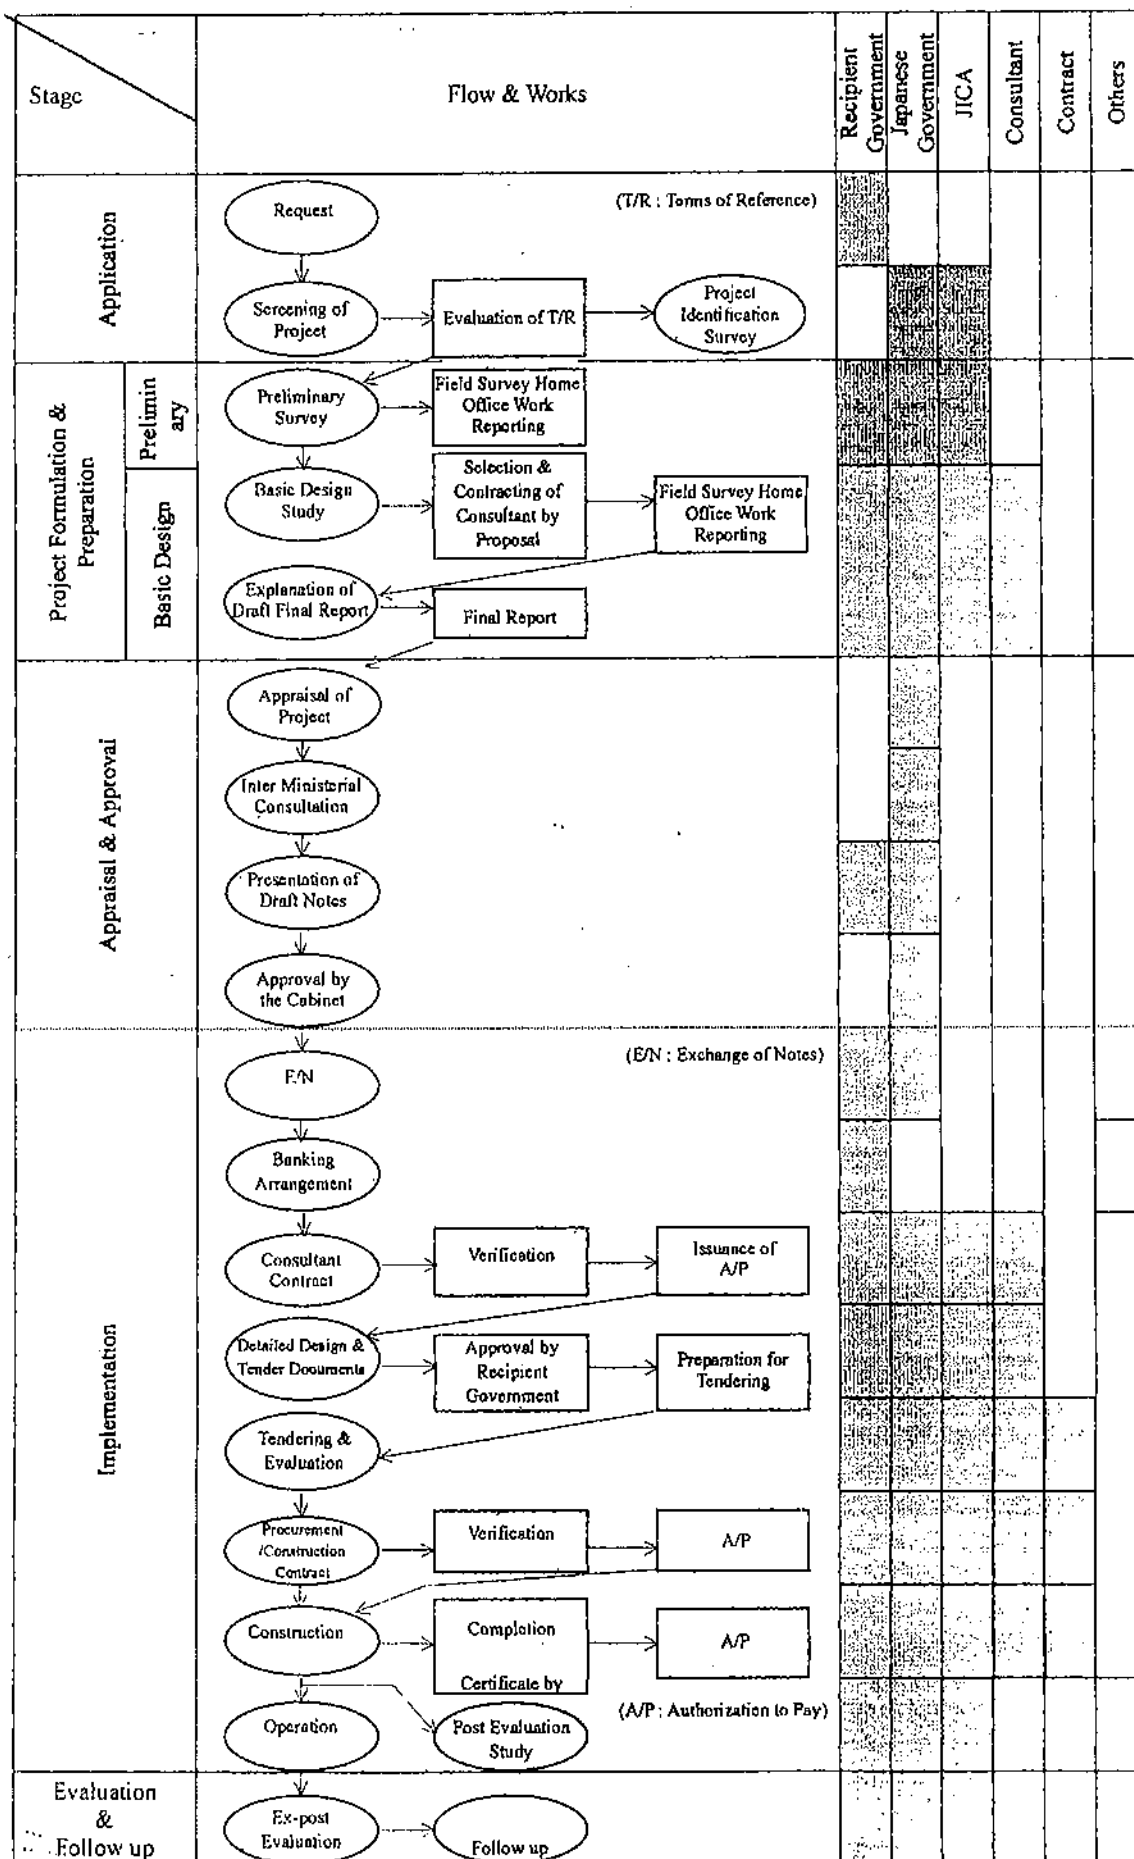 Stage
Flow & Works
Recipient
Government
Japanese
Government
JICA
Consultant
Contract
Others
Application
Request
(T/R : Terms of Reference)
Screening of
Project
Evaluation of T/R
Project
Identification
Survey
Project Formulation &
Preparation
Prelimin
ary
Preliminary
Survey
Field Survey Home
Office Work
Reporting
Basic Design
Basic Design
Study
Selection &
Contracting of
Consultant by
Proposal
Field Survey Home
Office Work
Reporting
Explanation of
Draft Final Report
Final Report
Appraisal & Approval
Appraisal of
Project
Inter Ministerial
Consultation
Presentation of
Draft Notes
Approval by
the Cabinet
Implementation
E/N
(E/N : Exchange of Notes)
Banking
Arrangement
Consultant
Contract
Verification
Issuance of
A/P
Detailed Design &
Tender Documents
Approval by
Recipient
Government
Preparation for
Tendering
Tendering &
Evaluation
Procurement
/Construction
Contract
Verification
A/P
Construction
Completion
Certificate by
A/P
Operation
Post Evaluation
Study
(A/P : Authorization to Pay)
Evaluation
&
Follow up
Ex-post
Evaluation
Follow up